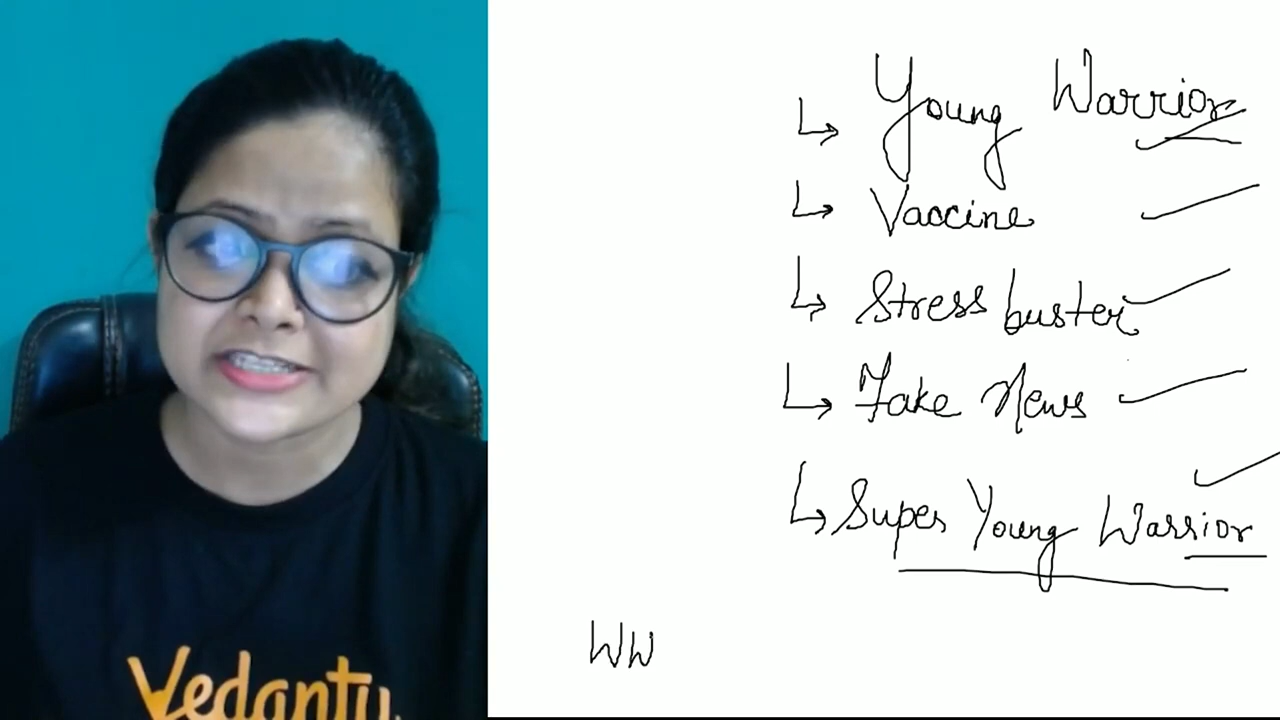 Young Warrior
Vaccine
Stress buster
Fake News
Super Young Warrior
WW
Vedantu